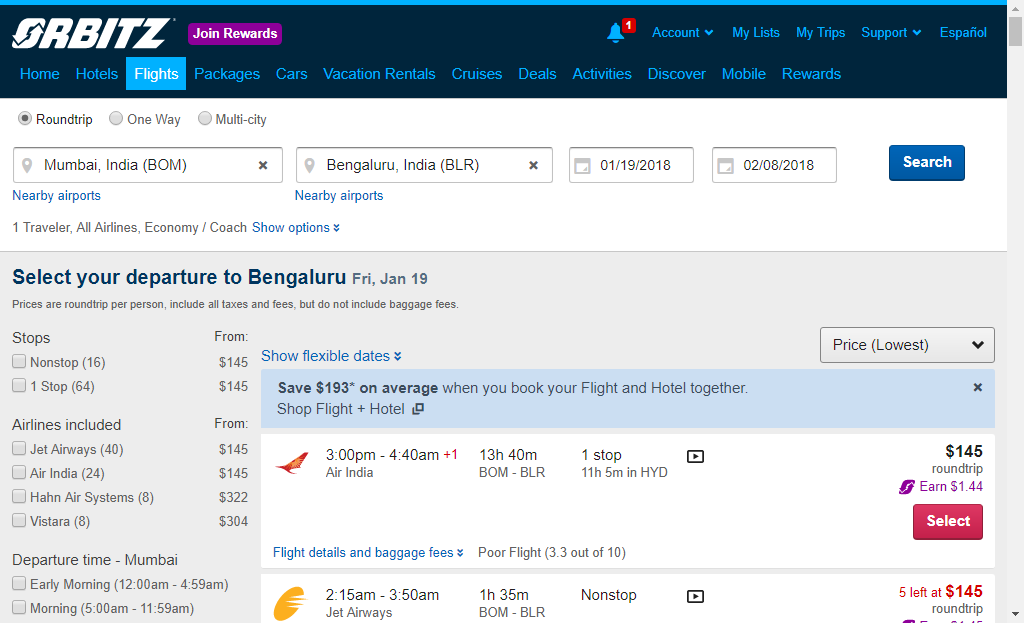 ORBITZ Join Rewards
1
Account My Lists My Trips Support Español
Home Hotels Flights Packages Cars Vacation Rentals Cruises Deals Activities Discover Mobile Rewards
Roundtrip One Way Multi-city
Mumbai, India (BOM) Bengaluru, India (BLR) 01/19/2018 02/08/2018 Search
Nearby airports Nearby airports
1 Traveler, All Airlines, Economy / Coach Show options
Select your departure to Bengaluru Fri, Jan 19
Prices are roundtrip per person, include all taxes and fees, but do not include baggage fees.
Stops From:
Nonstop (16) $145
1 Stop (64) $145
Airlines included From:
Jet Airways (40) $145
Air India (24) $145
Hahn Air Systems (8) $322
Vistara (8) $304
Departure time - Mumbai
Early Morning (12:00am - 4:59am)
Morning (5:00am - 11:59am)
Show flexible dates
Price (Lowest)
Save $193* on average when you book your Flight and Hotel together.
Shop Flight + Hotel
3:00pm - 4:40am +1 13h 40m 1 stop $145
Air India BOM - BLR 11h 5m in HYD roundtrip
Earn $1.44
Select
Flight details and baggage fees Poor Flight (3.3 out of 10)
2:15am - 3:50am 1h 35m Nonstop 5 left at $145
Jet Airways BOM - BLR roundtrip